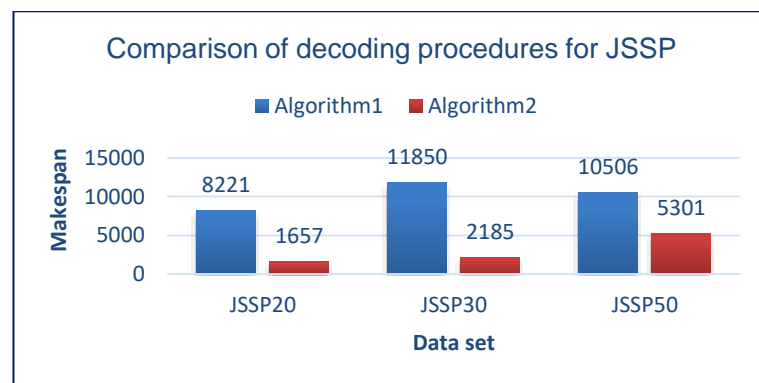 Comparison of decoding procedures for JSSP
Algorithm1 Algorithm2
Makespan
15000
10000
5000
0
8221
1657
11850
2185
10506
5301
JSSP20 JSSP30 JSSP50
Data set